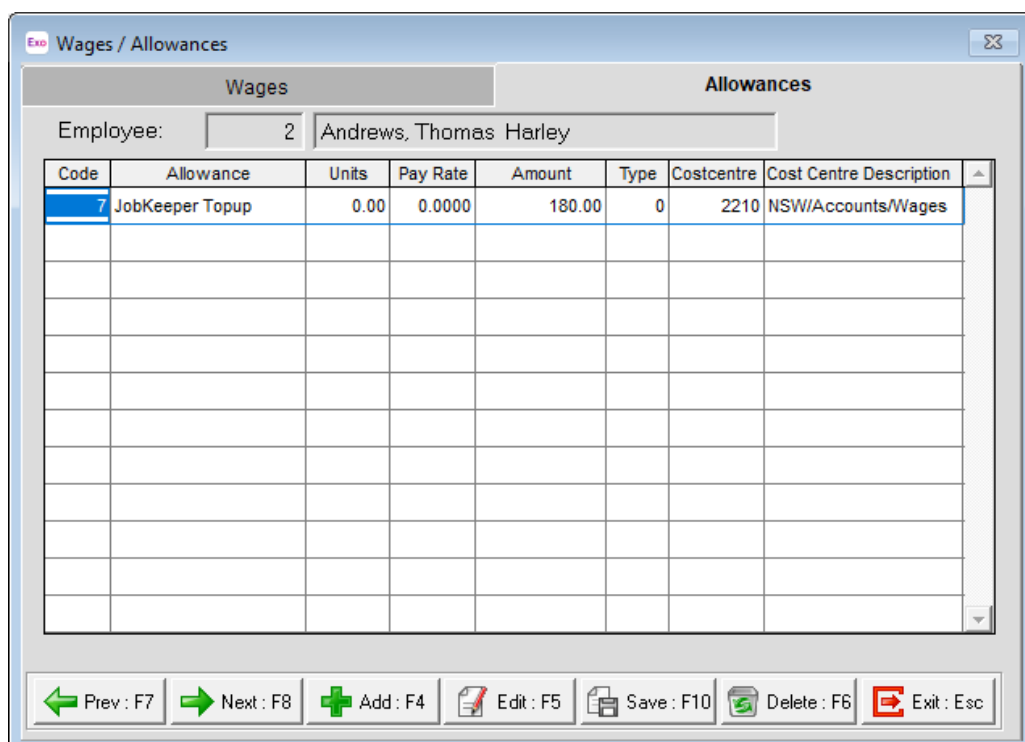 Exo Wages / Allowances
Wages Allowances
Employee: 2 Andrews, Thomas Harley
Code Allowance Units Pay Rate Amount Type Costcentre Cost Centre Description
7 JobKeeper Topup 0.00 0.0000 180.00 0 2210 NSW/Accounts/Wages
Prev : F7 Next : F8 Add : F4 Edit : F5 Save : F10 Delete : F6 Exit : Esc